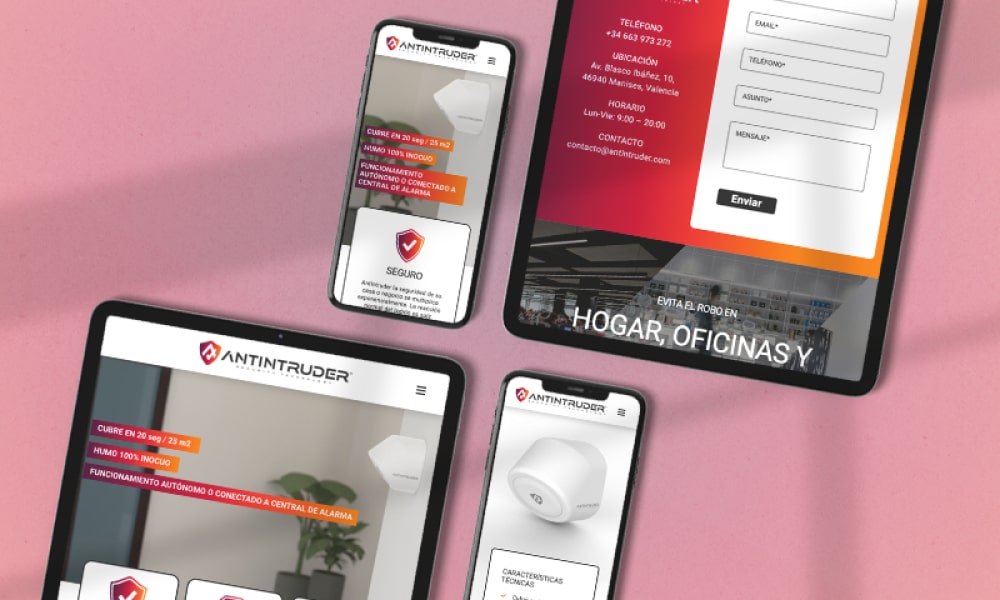 ANTINTRUDER
CUBRE EN 20 seg / 25 m2
HUMO 100% INOCUO
FUNCIONAMIENTO
AUTÓNOMO O CONECTADO A
CENTRAL DE ALARMA
SEGURO
Antintruder la seguridad de su
casa o negocio se multiplica
exponencialmente. La reacción
TELÉFONO
+34 663 973 272
UBICACIÓN
Av. Blasco Ibáñez, 10,
46940 Manises, Valencia
HORARIO
Lun-Vie: 9:00 – 20:00
CONTACTO
contacto@antintruder.com
EMAIL*
TELÉFONO*
ASUNTO*
MENSAJE*
Enviar
EVITA EL ROBO EN
HOGAR, OFICINAS Y
ANTINTRUDER
SECURITY TECHNOLOGY
CUBRE EN 20 seg / 25 m2
HUMO 100% INOCUO
FUNCIONAMIENTO AUTÓNOMO O CONECTADO A CENTRAL DE ALARMA
ANTINTRUDER
CARACTERÍSTICAS
TÉCNICAS